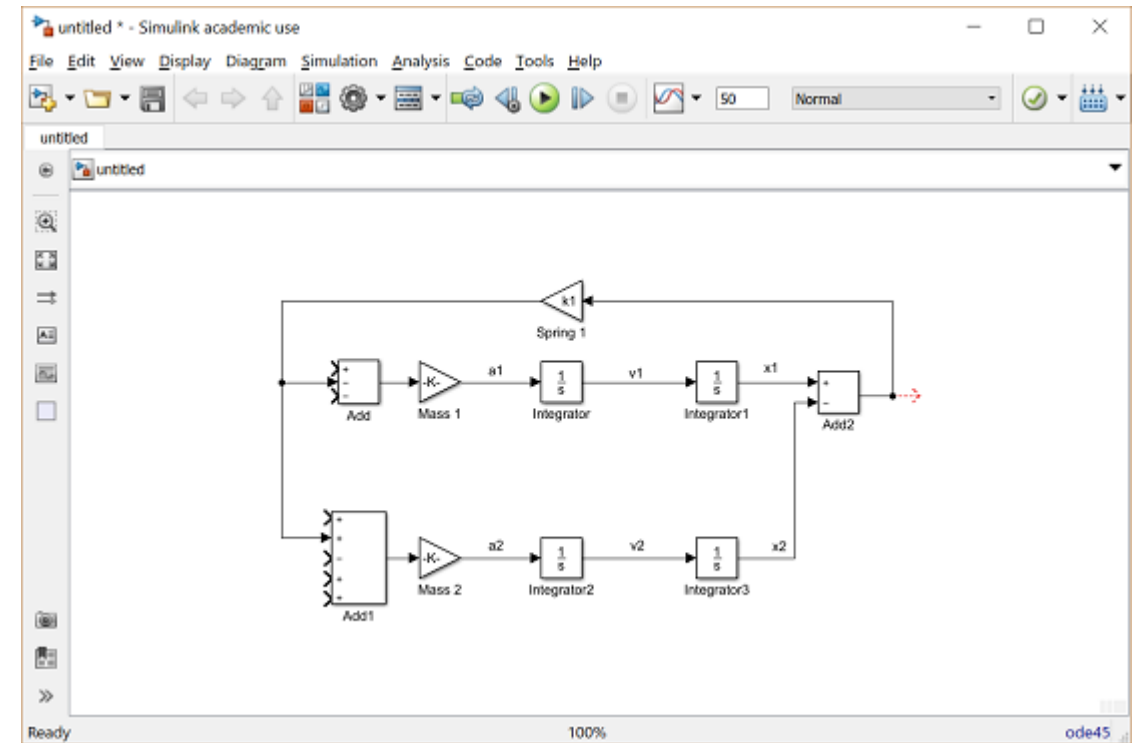 untitled * - Simulink academic use
File Edit View Display Diagram Simulation Analysis Code Tools Help
50 Normal
untitled
untitled
k1
Spring 1
+
-
-
Add
-K-
Mass 1
a1
1
s
Integrator
v1
1
s
Integrator1
x1
+
-
Add2
+
+
-
+
+
Add1
-K-
Mass 2
a2
1
s
Integrator2
v2
1
s
Integrator3
x2
Ready 100% ode45